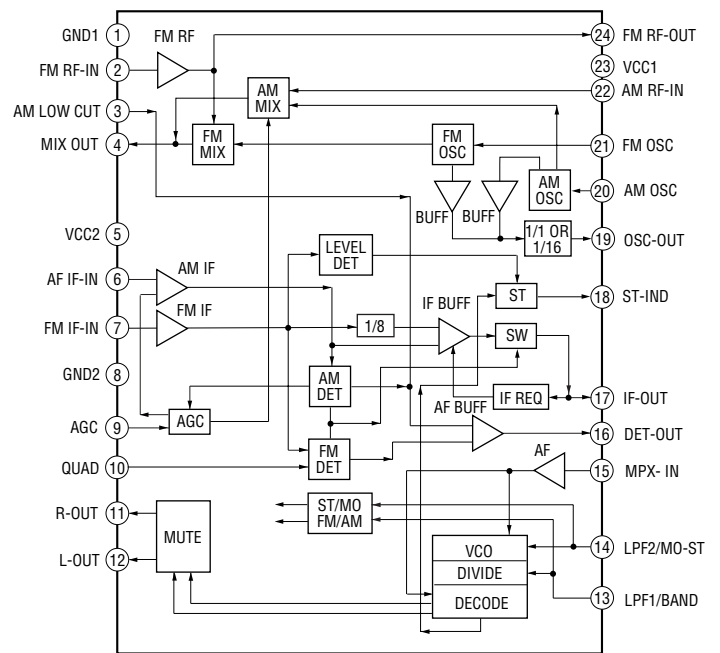 GND1
1
FM RF
24
FM RF-OUT
FM RF-IN
2
23
VCC1
AM LOW CUT
3
AM
MIX
22
AM RF-IN
MIX OUT
4
FM
MIX
FM
OSC
21
FM OSC
AM
OSC
20
AM OSC
BUFF
BUFF
VCC2
5
LEVEL
DET
1/1 OR
1/16
19
OSC-OUT
AF IF-IN
6
AM IF
ST
18
ST-IND
FM IF-IN
7
FM IF
1/8
IF BUFF
SW
GND2
8
AM
DET
IF REQ
17
IF-OUT
AGC
9
AGC
AF BUFF
16
DET-OUT
QUAD
10
FM
DET
AF
15
MPX- IN
R-OUT
11
MUTE
ST/MO
FM/AM
L-OUT
12
VCO
14
LPF2/MO-ST
DIVIDE
DECODE
13
LPF1/BAND